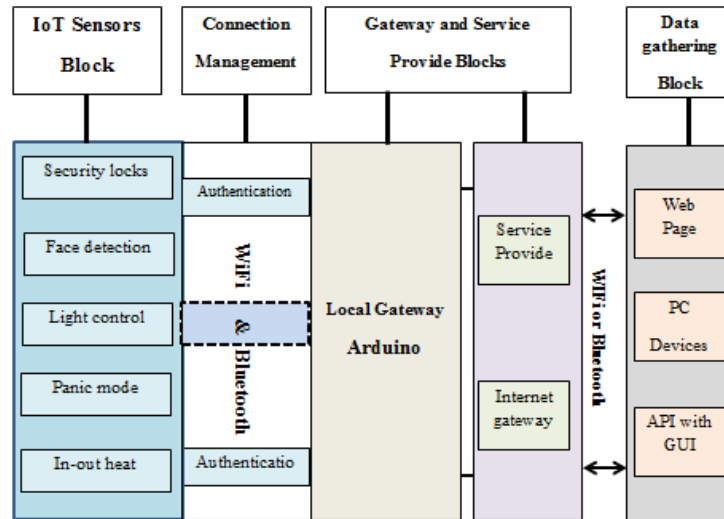 IoT Sensors
Block
Connection
Management
Gateway and Service
Provide Blocks
Data
gathering
Block
Security locks
Face detection
Light control
Panic mode
In-out heat
Authentication
WiFi
&
Bluetooth
Authenticatio
Local Gateway
Arduino
Service
Provide
Internet
gateway
WIFi or Bluetooth
Web
Page
PC
Devices
API with
GUI